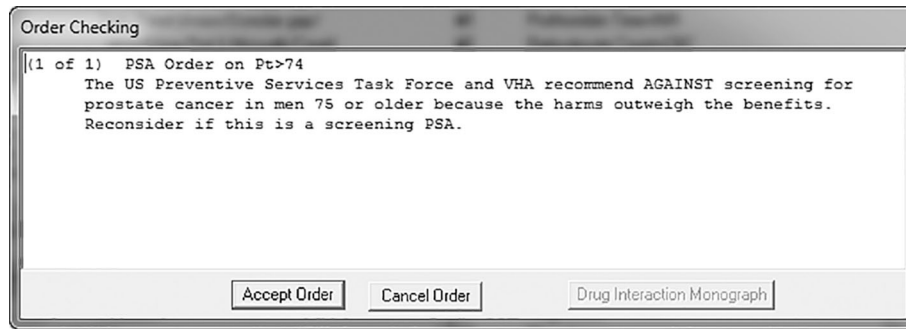 Order Checking
(1 of 1) PSA Order on Pt>74
The US Preventive Services Task Force and VHA recommend AGAINST screening for
prostate cancer in men 75 or older because the harms outweigh the benefits.
Reconsider if this is a screening PSA.
Accept Order Cancel Order Drug Interaction Monograph